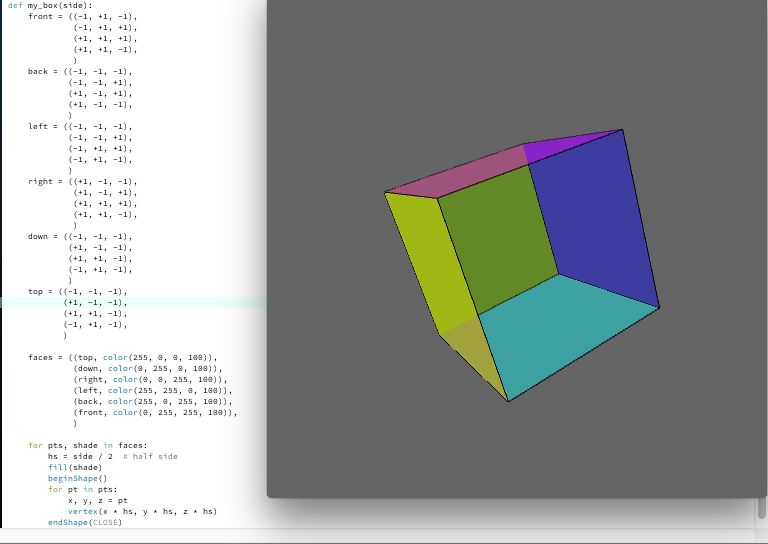 def my_box(side):
    front = ((-1, +1, -1),
             (-1, +1, +1),
             (+1, +1, +1),
             (+1, +1, -1),
             )
    back = ((-1, -1, -1),
            (-1, -1, +1),
            (+1, -1, +1),
            (+1, -1, -1),
            )
    left = ((-1, -1, -1),
            (-1, -1, +1),
            (-1, +1, +1),
            (-1, +1, -1),
            )
    right = ((+1, -1, -1),
             (+1, -1, +1),
             (+1, +1, +1),
             (+1, +1, -1),
             )
    down = ((-1, -1, -1),
            (+1, -1, -1),
            (+1, +1, -1),
            (-1, +1, -1),
            )
    top = ((-1, -1, -1),
           (+1, -1, -1),
           (+1, +1, -1),
           (-1, +1, -1),
           )

    faces = ((top, color(255, 0, 0, 100)),
             (down, color(0, 255, 0, 100)),
             (right, color(0, 0, 255, 100)),
             (left, color(255, 255, 0, 100)),
             (back, color(255, 0, 255, 100)),
             (front, color(0, 255, 255, 100)),
             )

    for pts, shade in faces:
        hs = side / 2  # half side
        fill(shade)
        beginShape()
        for pt in pts:
            x, y, z = pt
            vertex(x * hs, y * hs, z * hs)
        endShape(CLOSE)